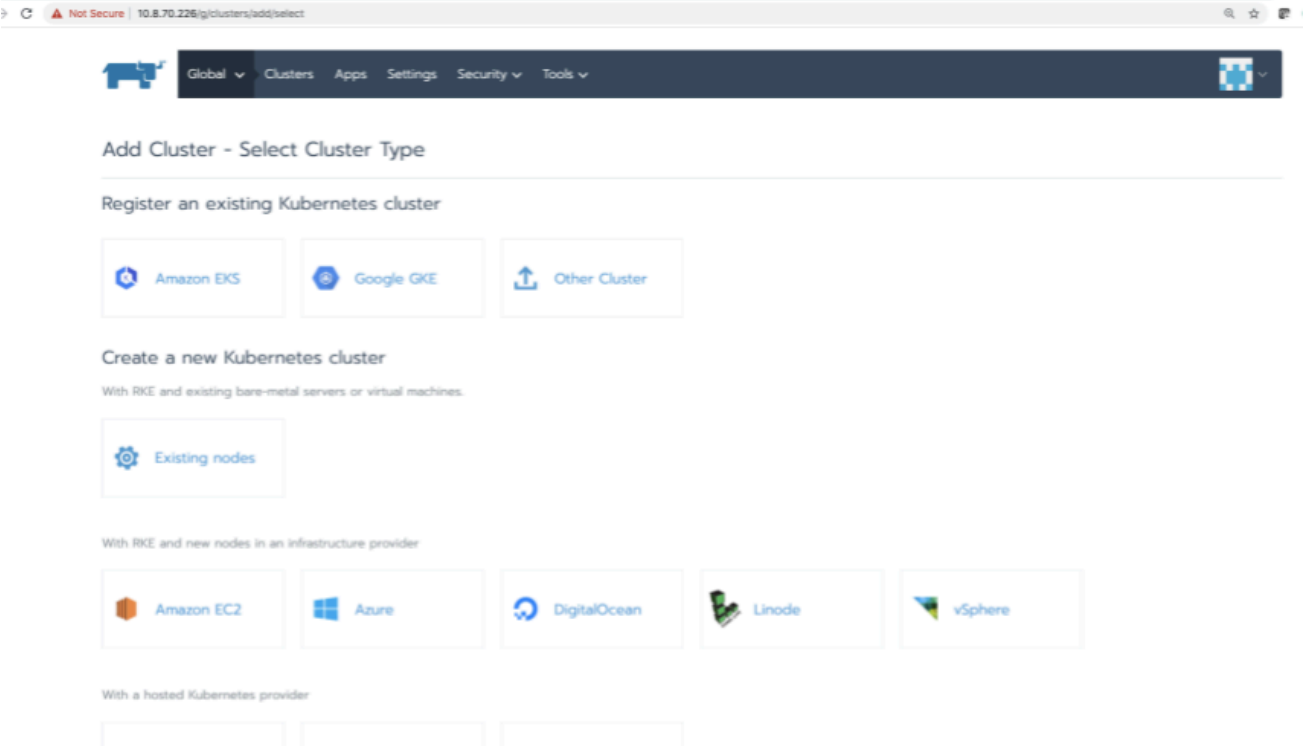 Not Secure 10.8.70.226/g/clusters/add/select
Global Clusters Apps Settings Security Tools
Add Cluster - Select Cluster Type
Register an existing Kubernetes cluster
Amazon EKS Google GKE Other Cluster
Create a new Kubernetes cluster
With RKE and existing bare-metal servers or virtual machines.
Existing nodes
With RKE and new nodes in an infrastructure provider
Amazon EC2 Azure DigitalOcean Linode vSphere
With a hosted Kubernetes provider